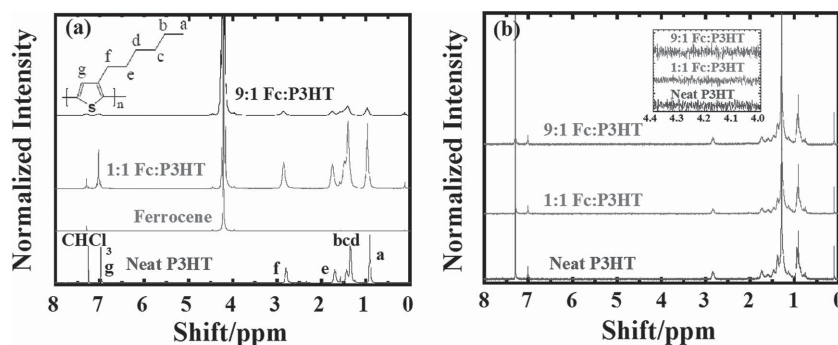 (a)
a
b
d
c
f
e
g
S
n
9:1 Fc:P3HT
1:1 Fc:P3HT
Ferrocene
CHCl3
g
Neat P3HT
f
e
bcd
a
8 7 6 5 4 3 2 1 0
Shift/ppm
Normalized Intensity
(b)
9:1 Fc:P3HT
1:1 Fc:P3HT
Neat P3HT
4.4 4.3 4.2 4.1 4.0
9:1 Fc:P3HT
1:1 Fc:P3HT
Neat P3HT
8 7 6 5 4 3 2 1 0
Shift/ppm
Normalized Intensity